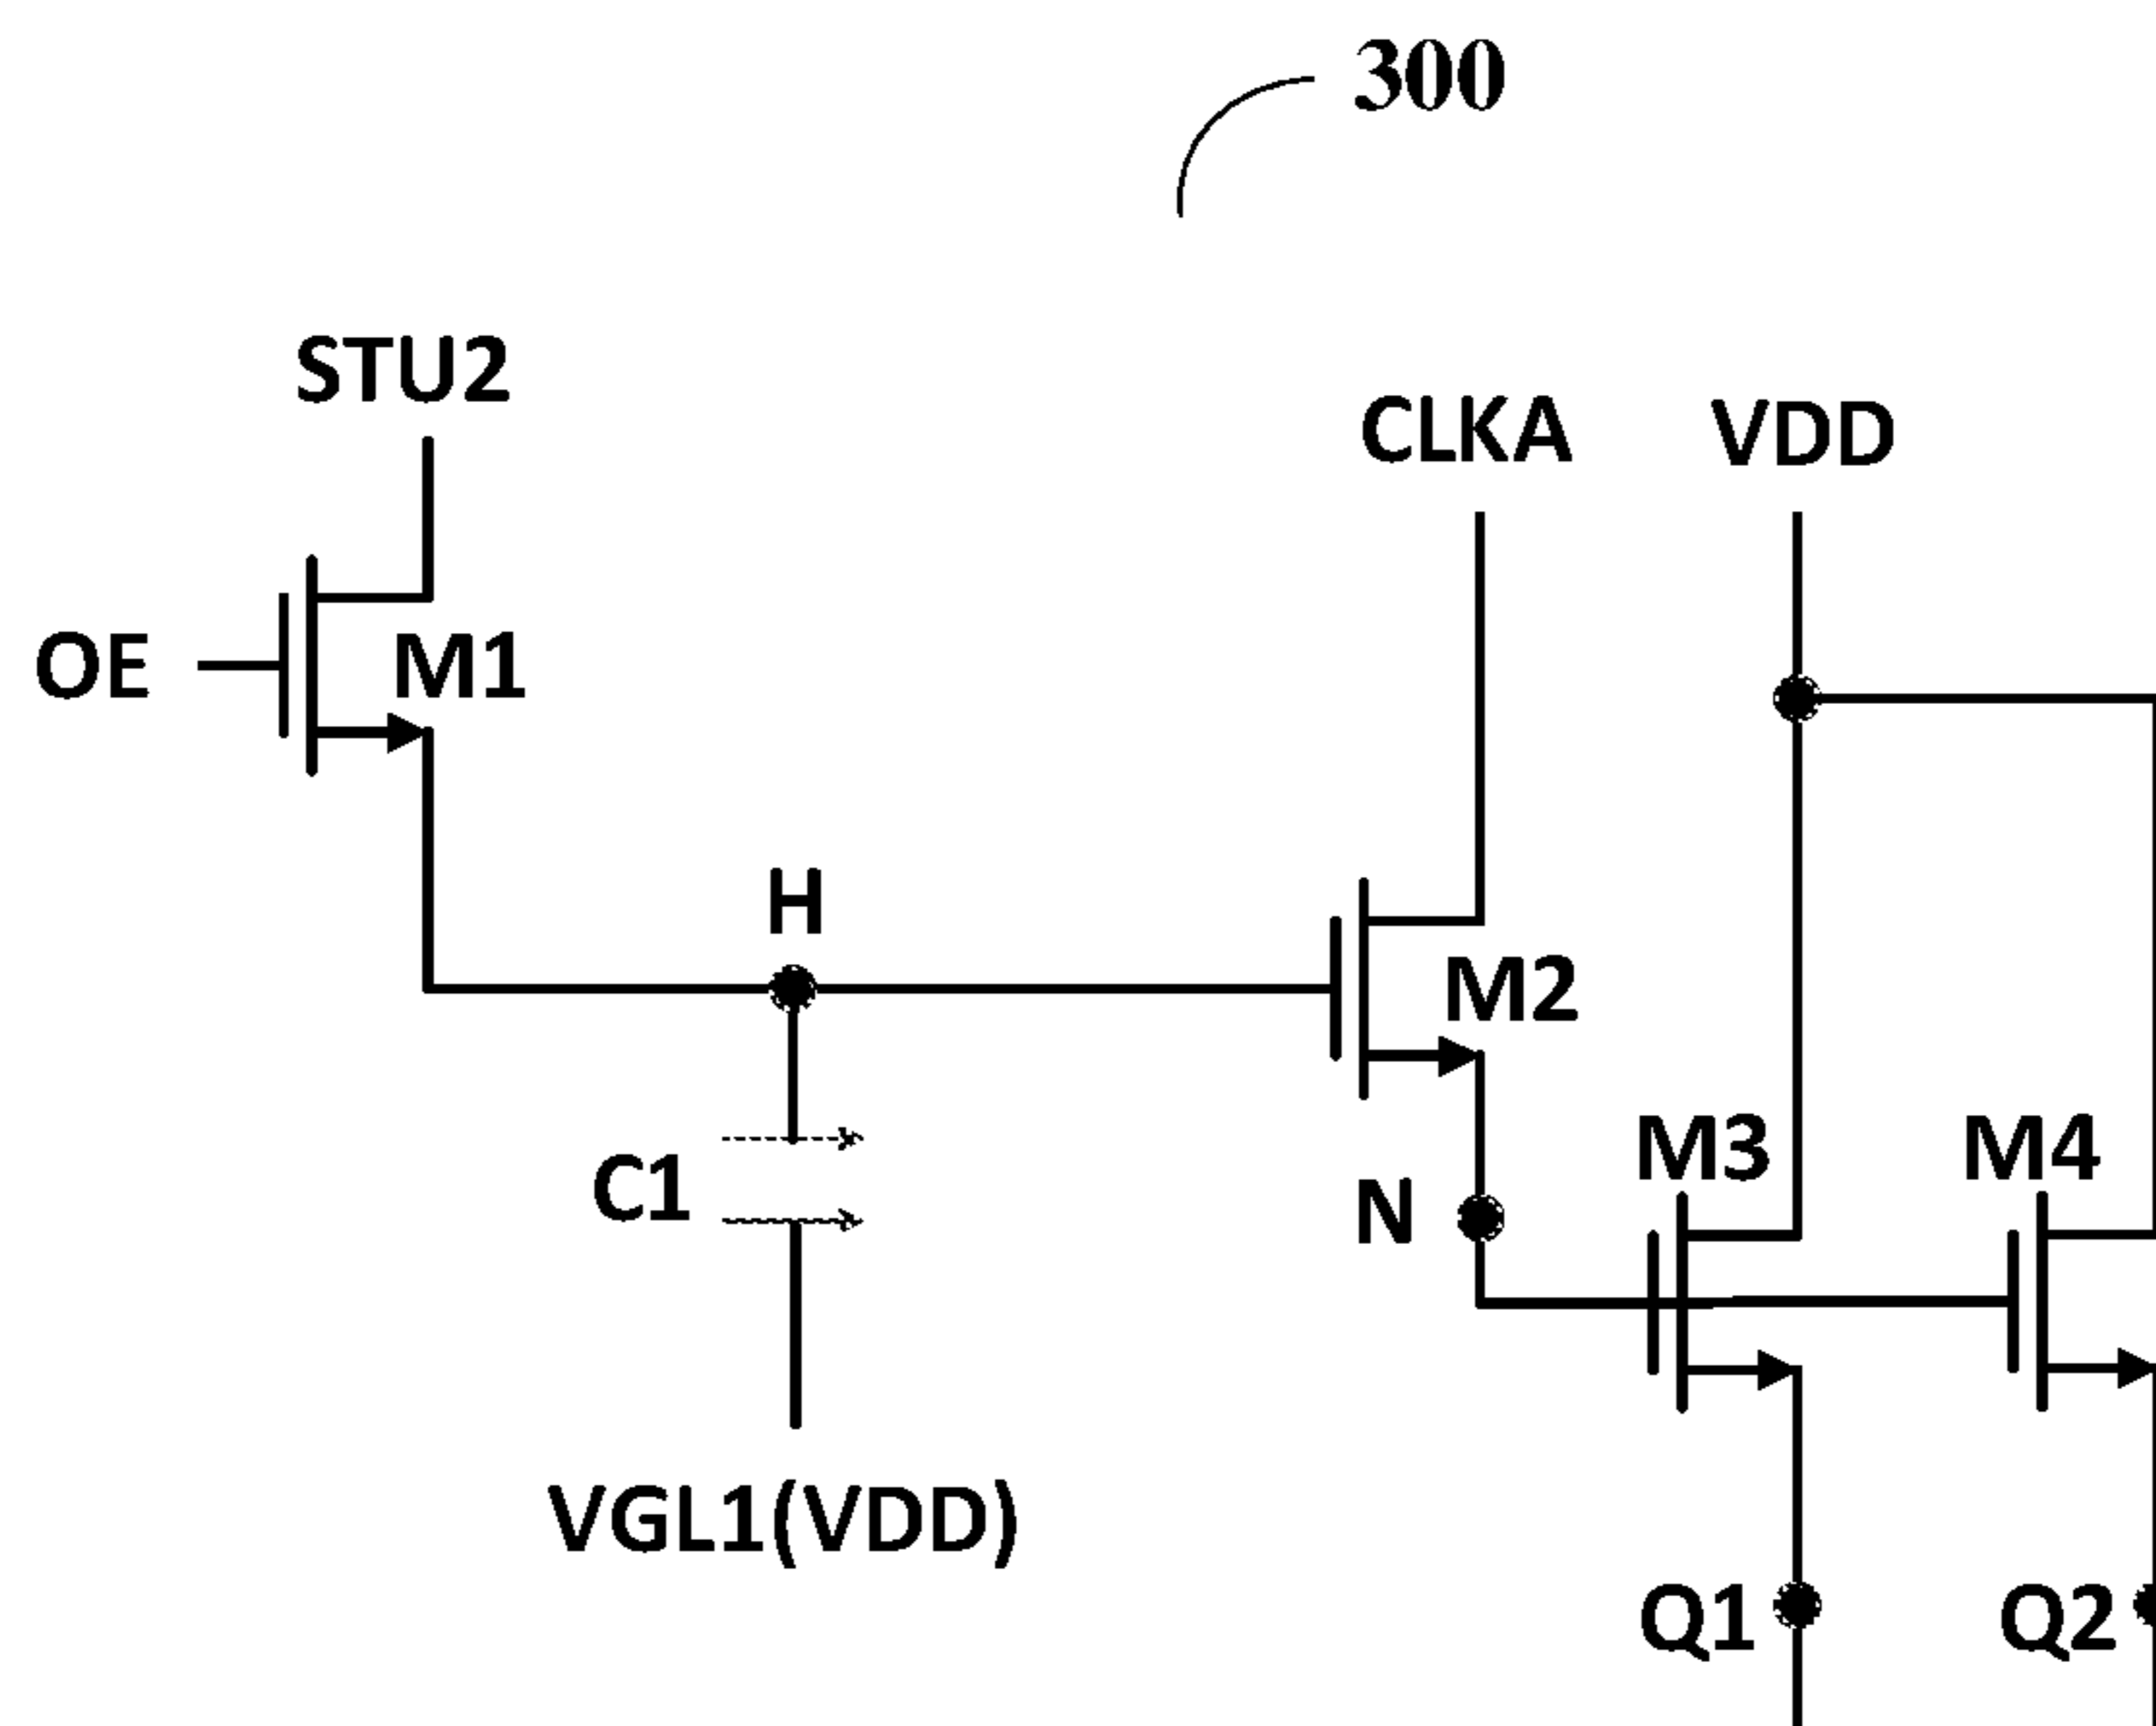 300
STU2
CLKA VDD
OE M1
H
M2
M3 M4
C1 N
VGL1(VDD)
Q1 Q2